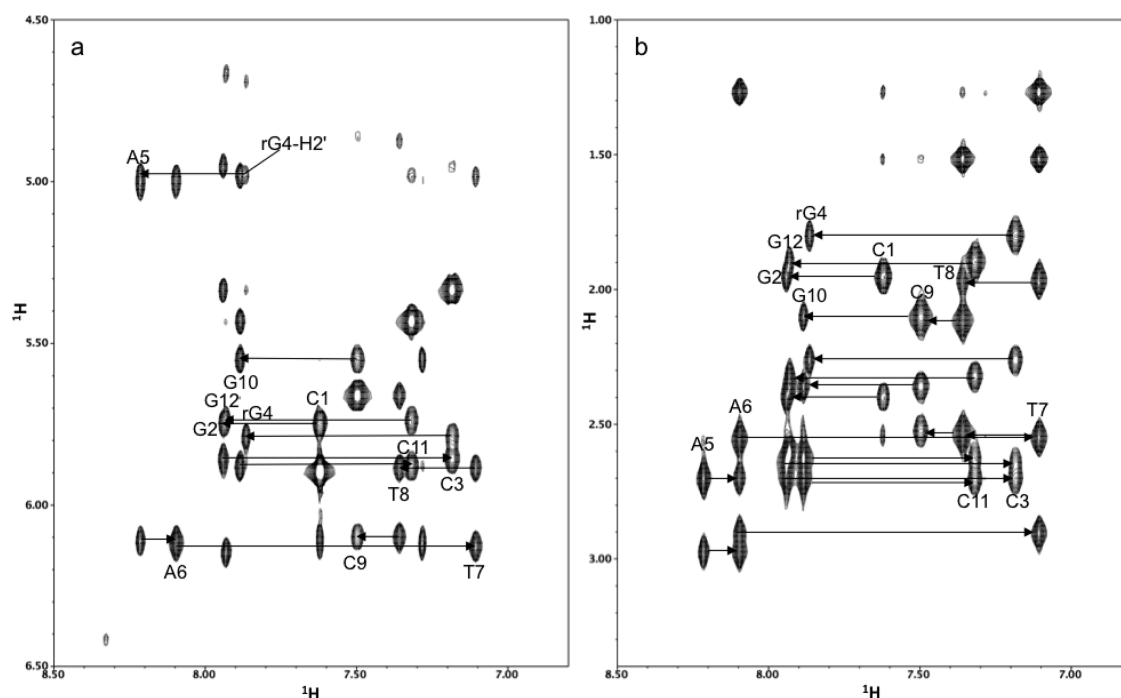 a
4.50
5.00
5.50
6.00
6.50
8.50
8.00
7.50
7.00
¹H
¹H
A5
rG4-H2'
G10
G12
rG4
C1
G2
C11
T8
C3
A6
C9
T7
b
1.00
1.50
2.00
2.50
3.00
8.50
8.00
7.50
7.00
¹H
¹H
rG4
G12
C1
T8
G2
G10
C9
A6
T7
A5
C11
C3